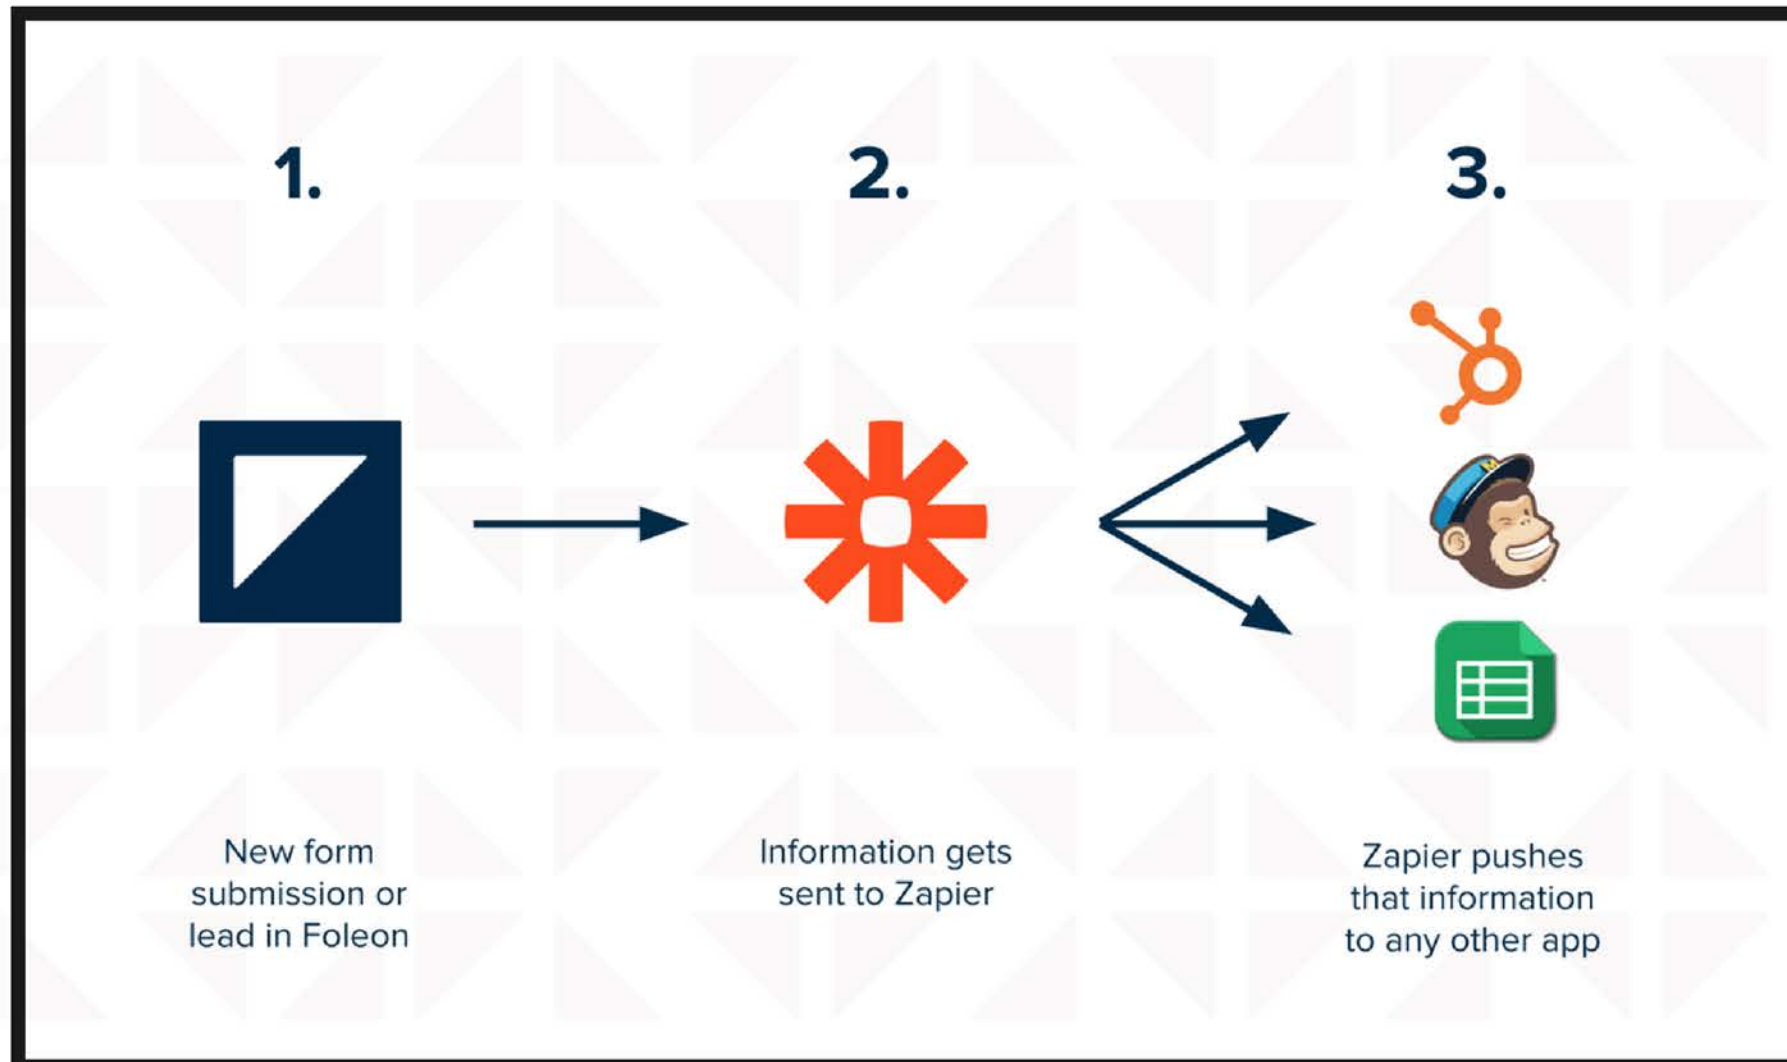 1.
2.
3.
New form
submission or
lead in Foleon
Information gets
sent to Zapier
Zapier pushes
that information
to any other app